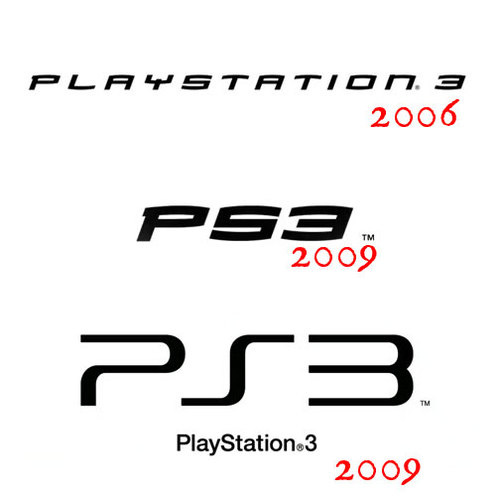 PLAYSTATION® 3
2006
PS3™
2009
PS3™
PlayStation®3
2009